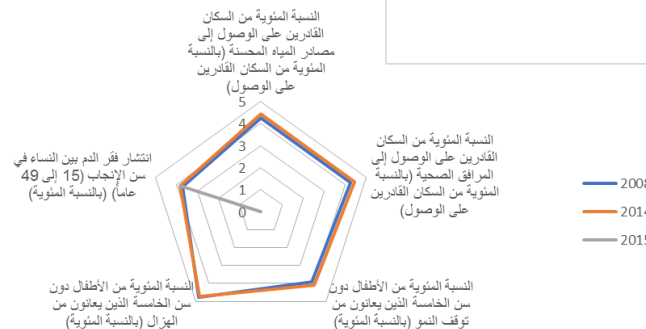 النسبة المئوية من السكان
القادرين على الوصول إلى
مصادر المياه المحسنة (بالنسبة
المئوية من السكان القادرين
على الوصول)
5
4
3
2
1
0
النسبة المئوية من السكان
القادرين على الوصول إلى
المرافق الصحية (بالنسبة
المئوية من السكان القادرين
على الوصول)
النسبة المئوية من الأطفال دون
سن الخامسة الذين يعانون من
توقف النمو (بالنسبة المئوية)
النسبة المئوية من الأطفال دون
سن الخامسة الذين يعانون من
الهزال (بالنسبة المئوية)
انتشار فقر الدم بين النساء في
سن الإنجاب (15 إلى 49
عاماً) (بالنسبة المئوية)
2008
2014
2015